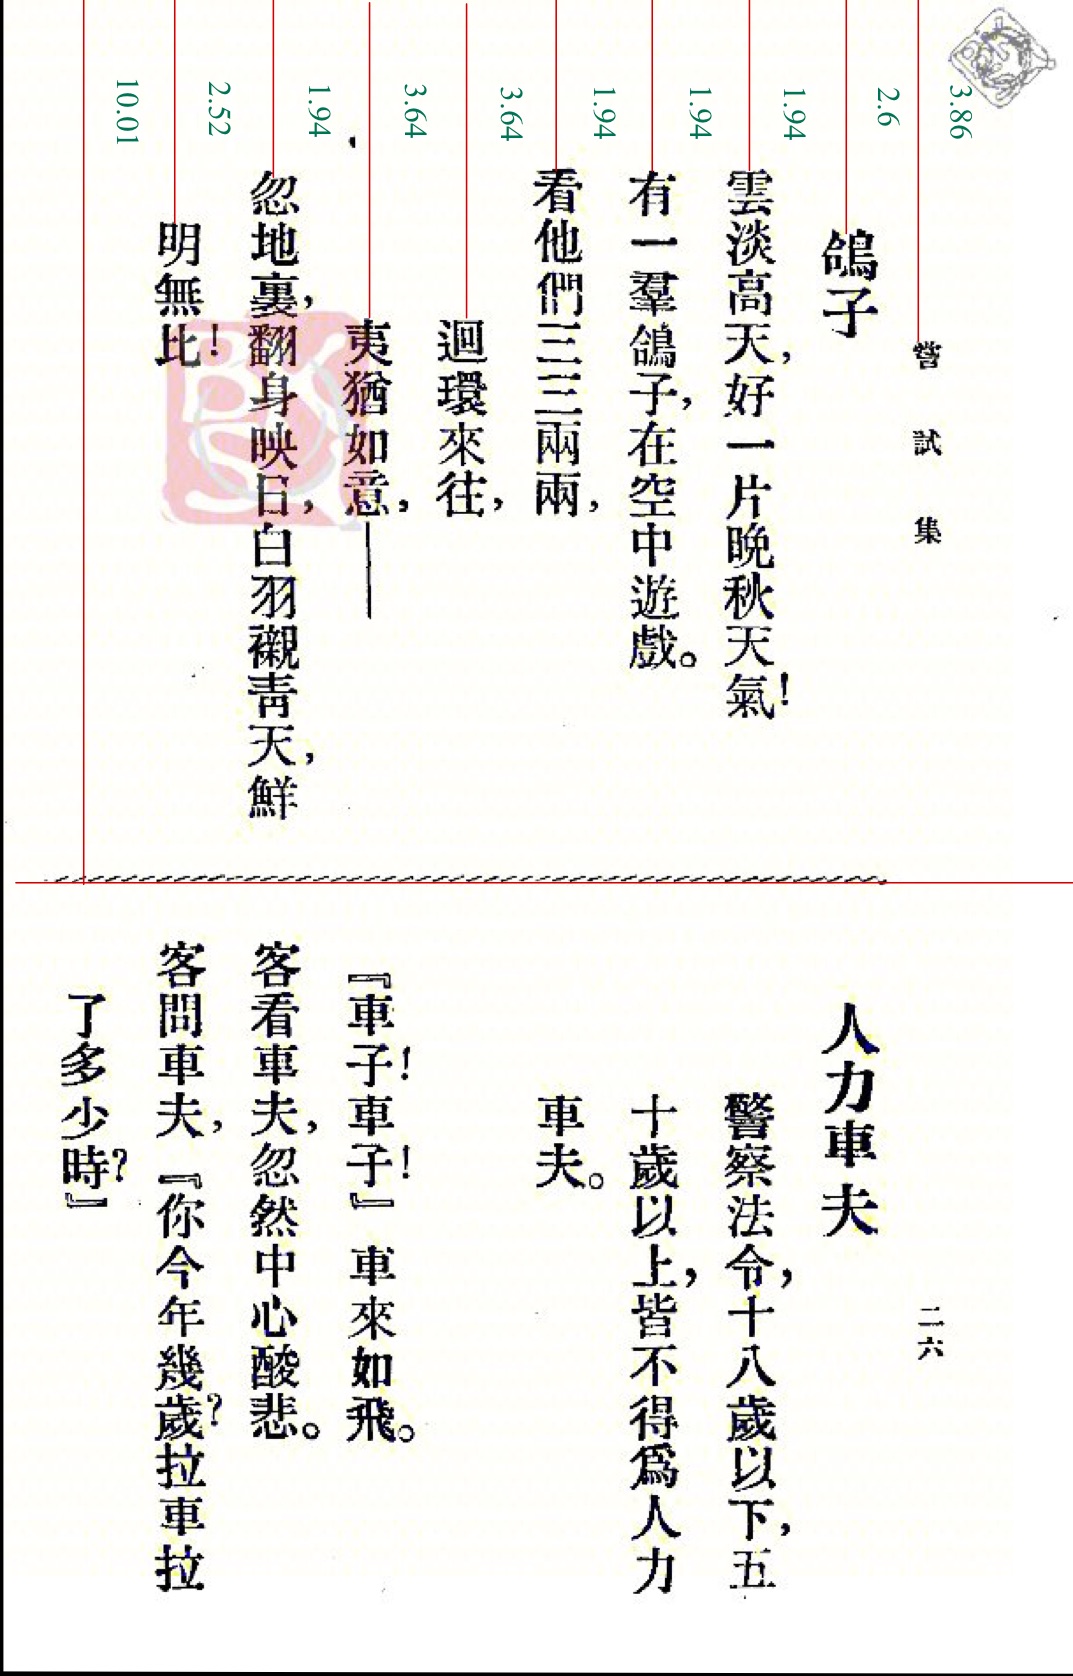 3.86
2.6
1.94
1.94
1.94
3.64
3.64
1.94
2.52
10.01
嘗試集
鴿子
雲淡高天，好一片晚秋天氣！
有一羣鴿子，在空中遊戲。
看他們三三兩兩，
迴環來往，
夷猶如意，——
忽地裏，翻身映日，白羽襯青天，鮮
明無比！
二六
人力車夫
警察法令，十八歲以下，五
十歲以上，皆不得爲人力
車夫。
『車子！車子！』車來如飛。
客看車夫，忽然中心酸悲。
客問車夫，『你今年幾歲？拉車拉
了多少時？』